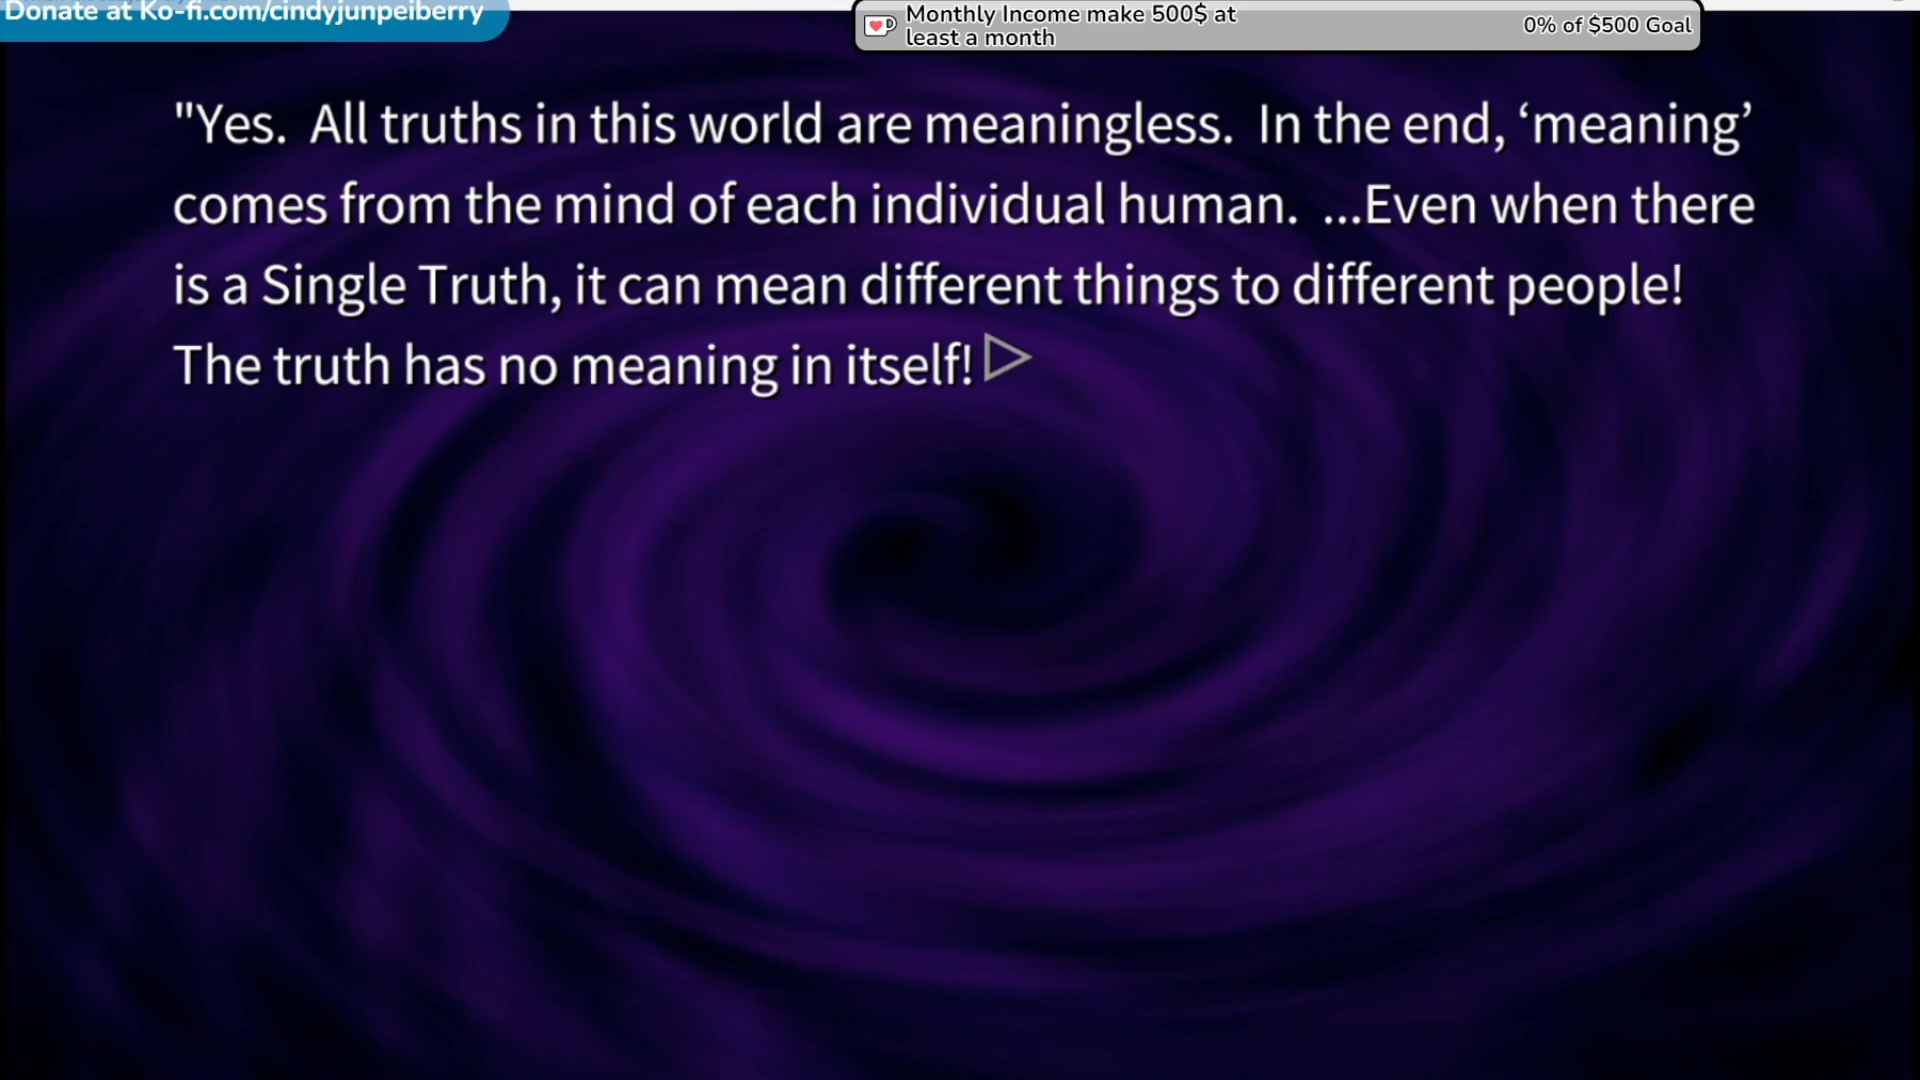 Donate at Ko-fi.com/cindyjunpeiberry
Monthly Income make 500$ at
least a month
0% of $500 Goal
"Yes.  All truths in this world are meaningless.  In the end, ‘meaning’
comes from the mind of each individual human.  ...Even when there
is a Single Truth, it can mean different things to different people!
The truth has no meaning in itself!